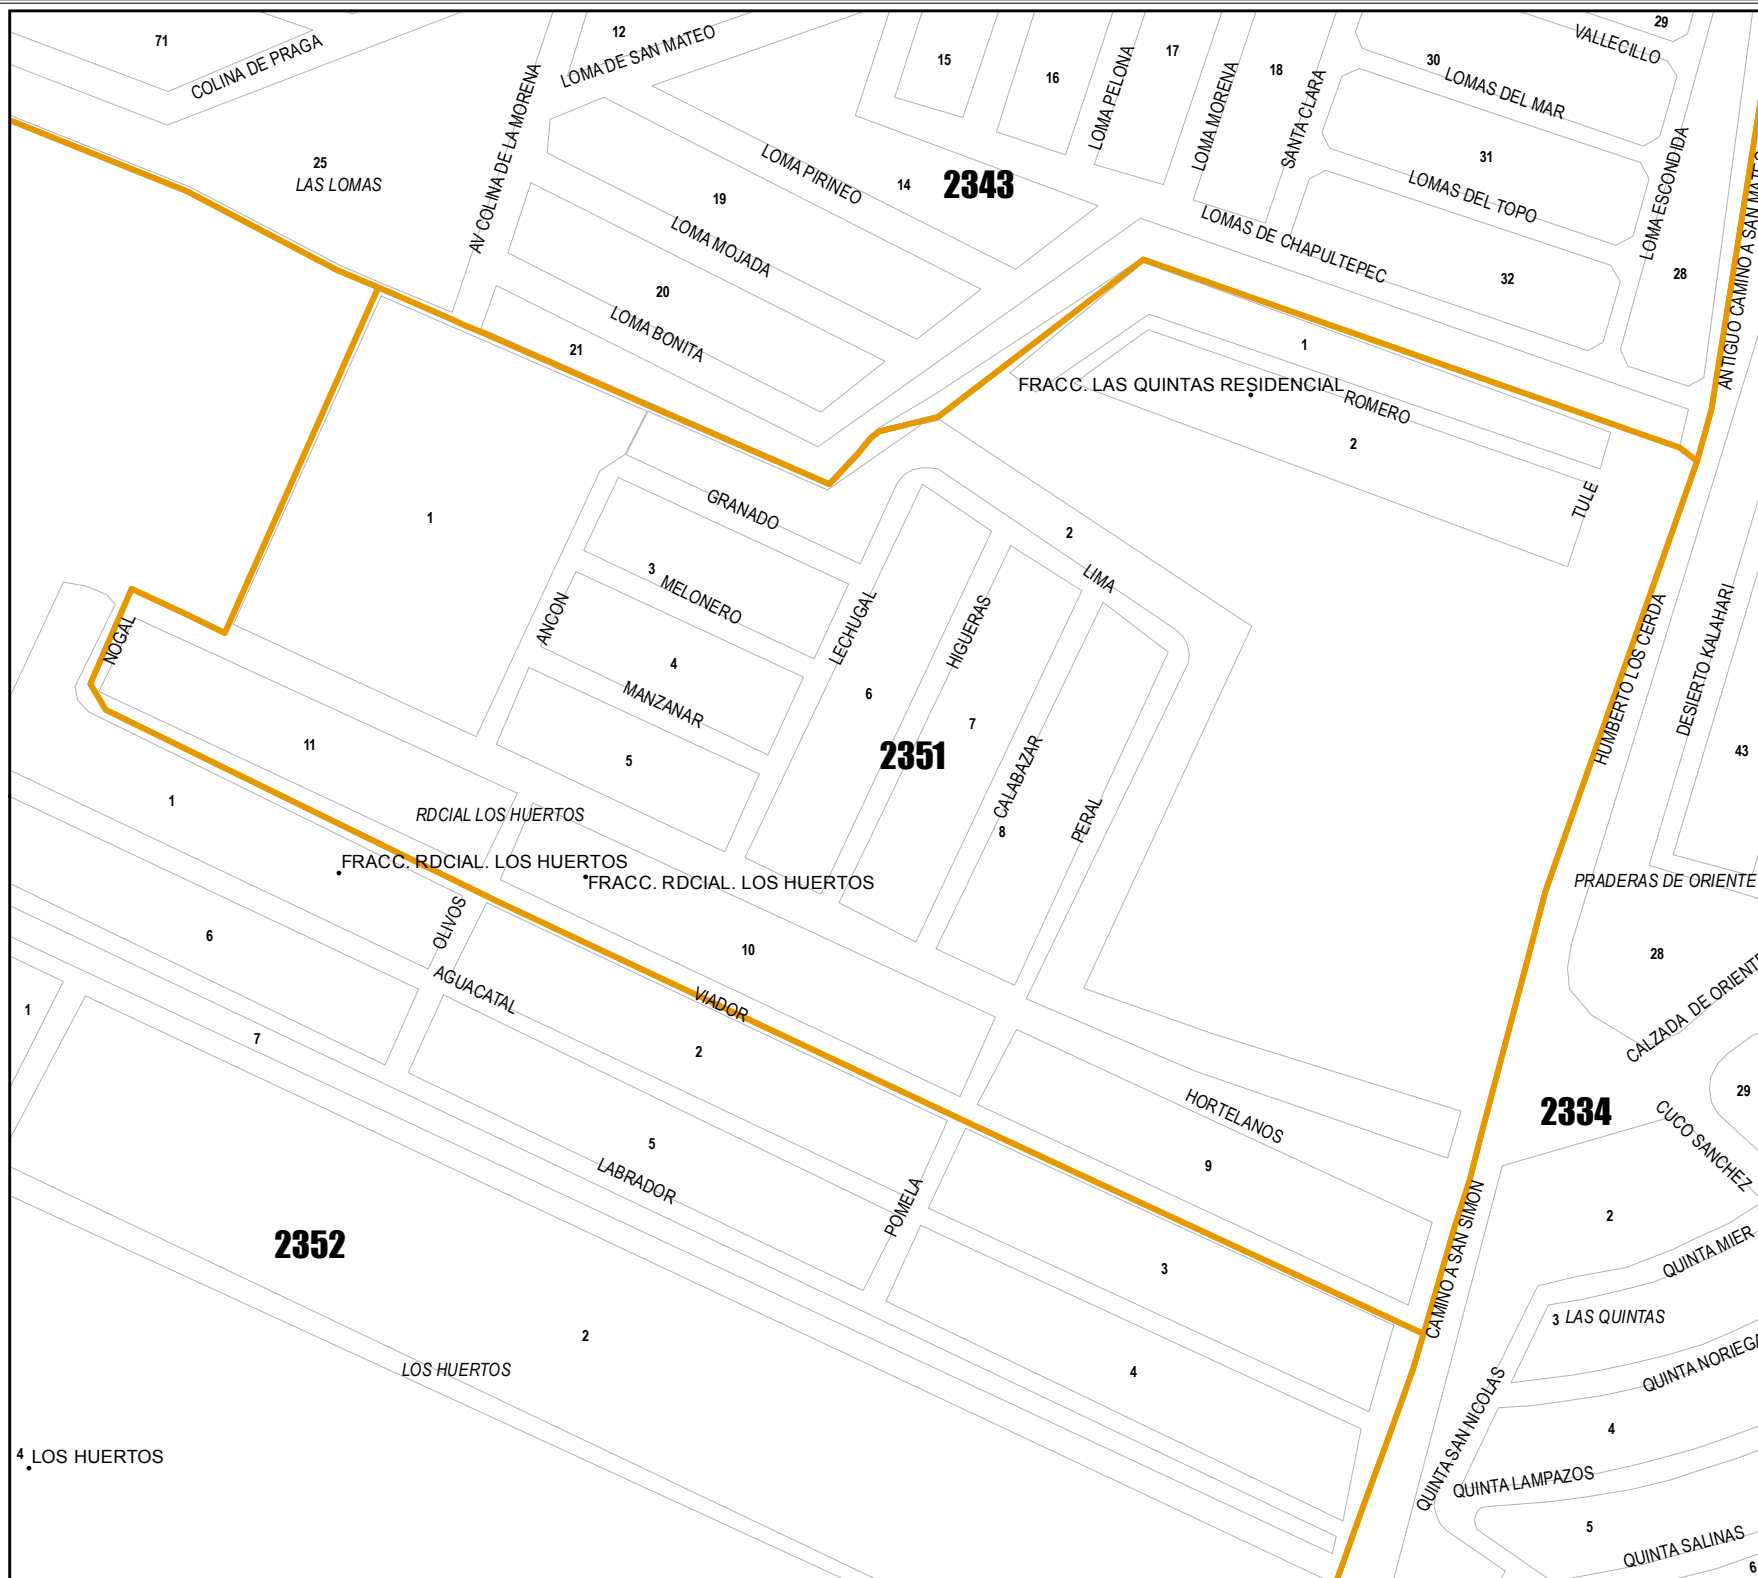 71
COLINA DE PRAGA
12
LOMA DE SAN MATEO
15
16
LOMA PELONA
17
LOMA MORENA
18
SANTA CLARA
30
29
VALLECILLO
LOMAS DEL MAR
31
LOMAS DEL TOPO
LOMA ESCONDIDA
28
32
ANTIGUO CAMINO A SAN MATEO
25
LAS LOMAS
AV COLINA DE LA MORENA
LOMA PIRINEO
14
2343
19
LOMA MOJADA
LOMAS DE CHAPULTEPEC
20
LOMA BONITA
21
1
FRACC. LAS QUINTAS RESIDENCIAL
ROMERO
2
TULE
1
GRANADO
2
LIMA
3
MELONERO
ANCON
LECHUGAL
HIGUERAS
NOGAL
4
MANZANAR
6
7
HUMBERTO LOS CERDA
DESIERTO KALAHARI
43
11
5
2351
CALABAZAR
8
PERAL
1
RDCIAL LOS HUERTOS
FRACC. RDCIAL. LOS HUERTOS
FRACC. RDCIAL. LOS HUERTOS
PRADERAS DE ORIENTE
6
OLIVOS
10
28
CALZADA DE ORIENTE
AGUACATAL
VIADOR
1
7
2
HORTELANOS
2334
29
CUCO SANCHEZ
5
LABRADOR
9
POMELA
CAMINO A SAN SIMON
2
2352
3
QUINTA MIER
2
LOS HUERTOS
4
3
LAS QUINTAS
QUINTA NORIEGA
QUINTA SAN NICOLAS
4
4
LOS HUERTOS
QUINTA LAMPAZOS
5
QUINTA SALINAS
6